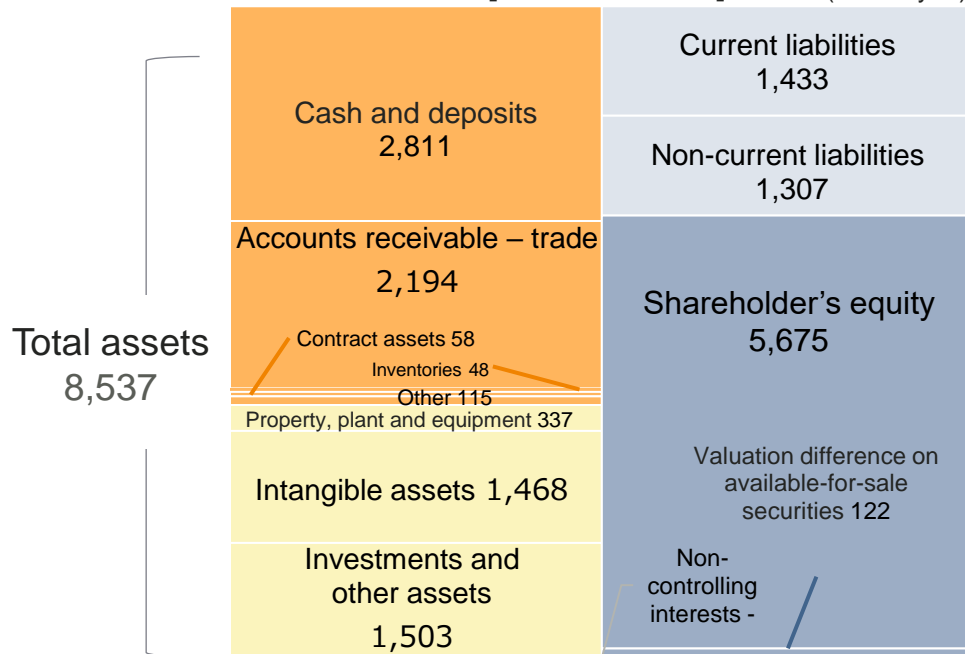 Total assets
8,537
Cash and deposits
2,811
Accounts receivable – trade
2,194
Contract assets 58
Inventories 48
Other 115
Property, plant and equipment 337
Intangible assets 1,468
Investments and
other assets
1,503
Current liabilities
1,433
Non-current liabilities
1,307
Shareholder’s equity
5,675
Valuation difference on
available-for-sale
securities 122
Non-
controlling
interests -